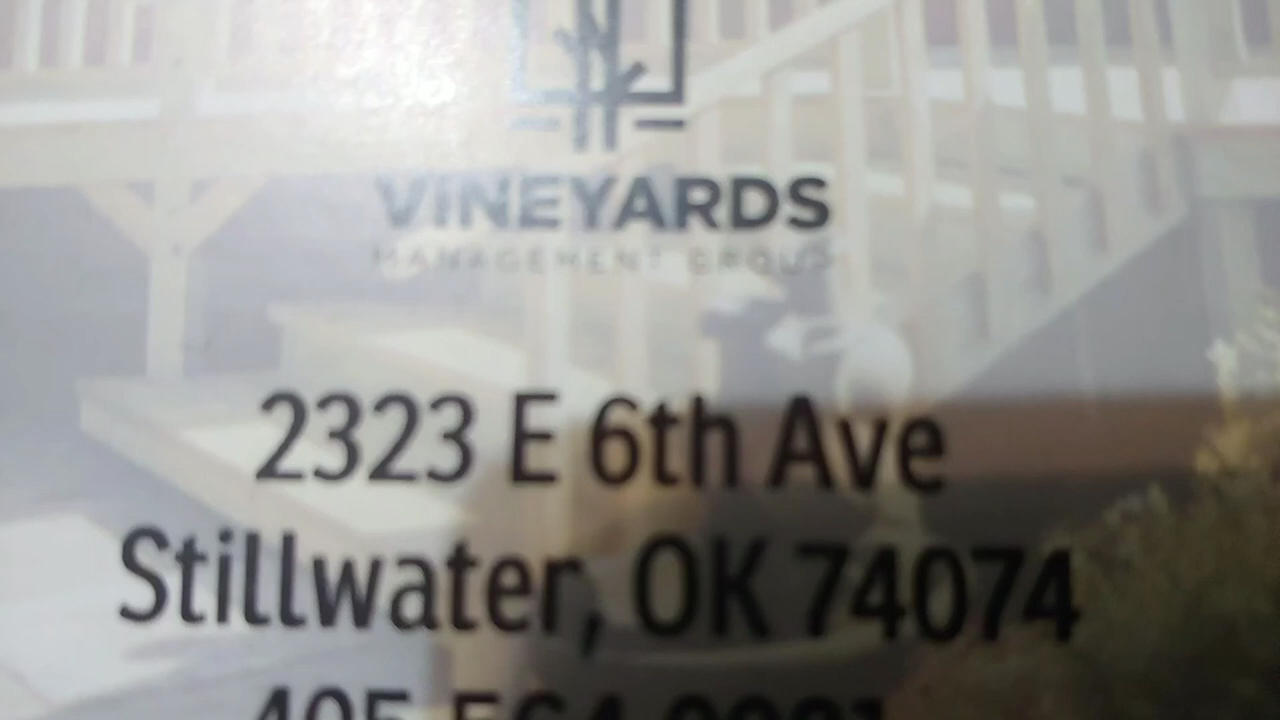 VINEYARDS
MANAGEMENT GROUP
2323 E 6th Ave
Stillwater, OK 74074